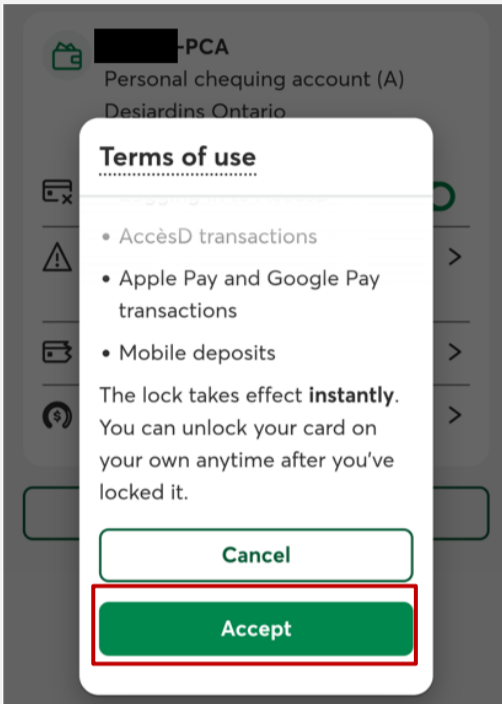 -PCA
Personal chequing account (A)
Desjardins Ontario
Terms of use
• AccèsD transactions
• Apple Pay and Google Pay
transactions
• Mobile deposits
The lock takes effect instantly.
You can unlock your card on
your own anytime after you've
locked it.
Cancel
Accept